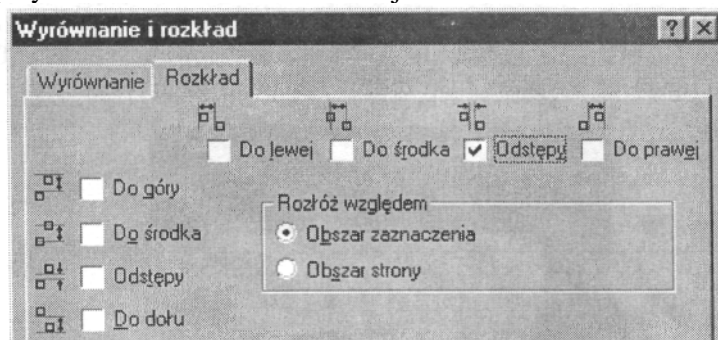 Wyrównanie i rozkład
Wyrównanie Rozkład
Do lewej Do środka Odstępy Do prawej
Do góry
Do środka
Odstępy
Do dołu
Rozłóż względem
Obszar zaznaczenia
Obszar strony